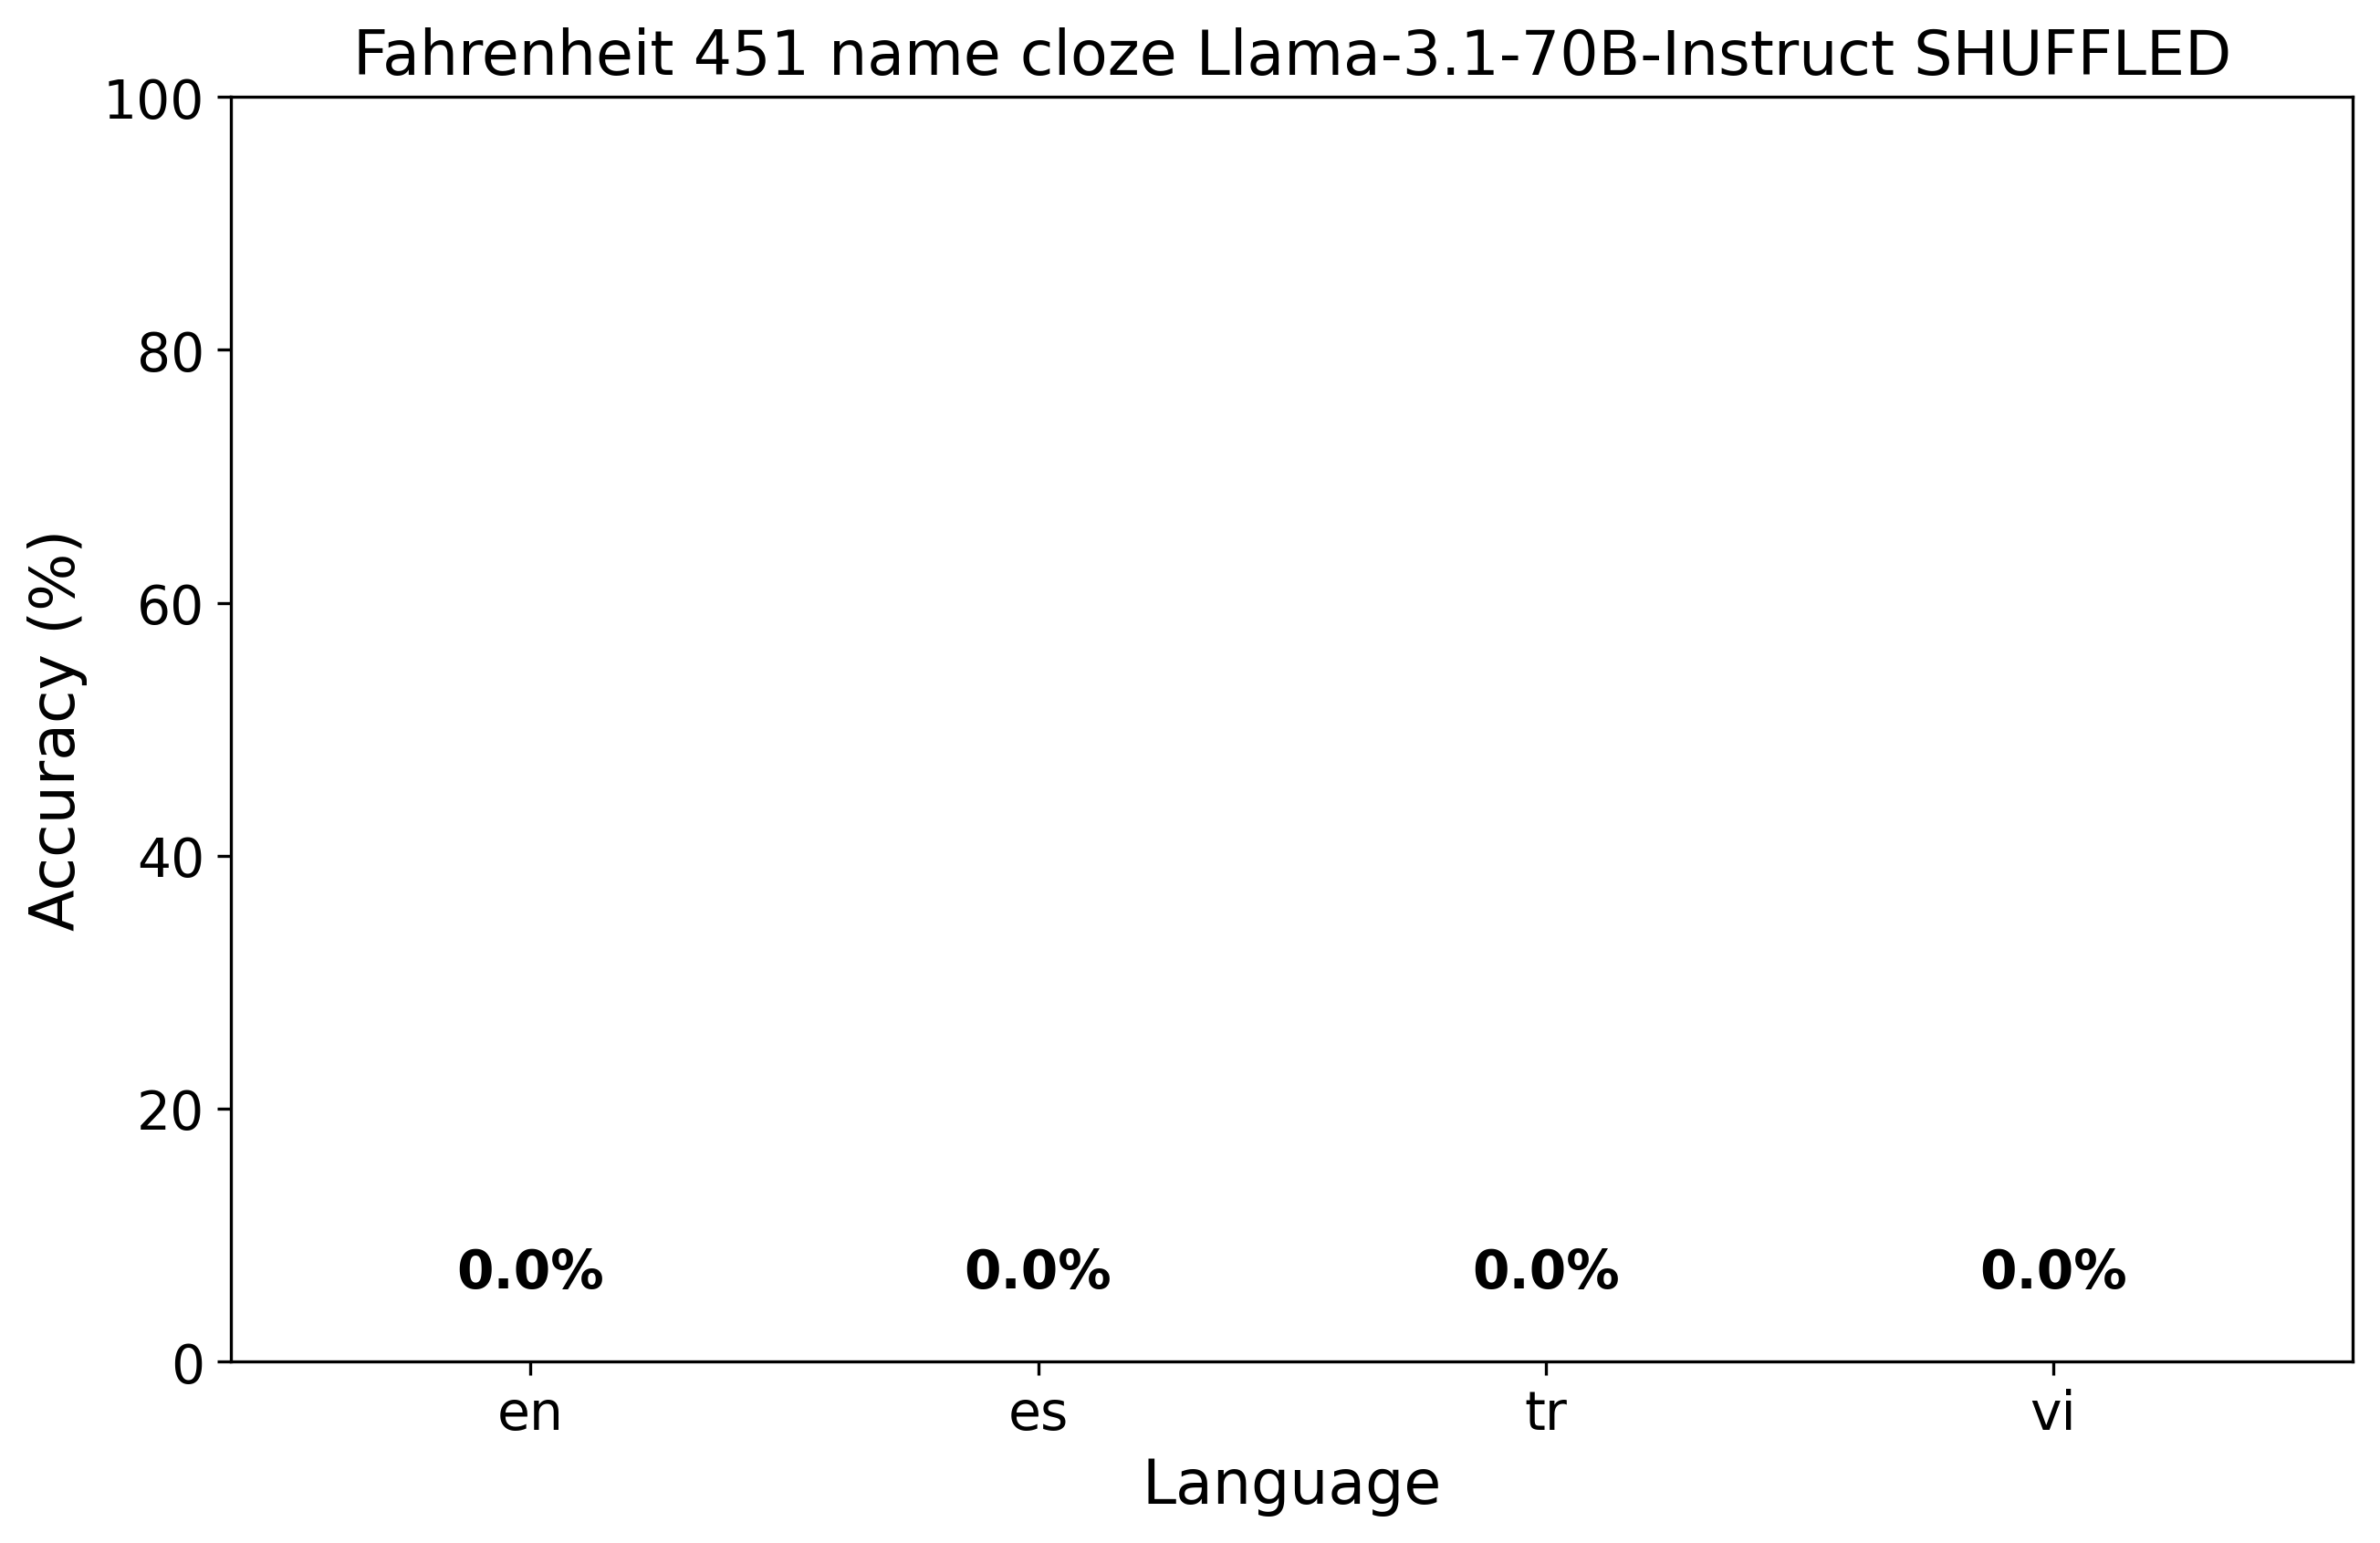 Fahrenheit 451 name cloze Llama-3.1-70B-Instruct SHUFFLED
Accuracy (%)
100
80
60
40
20
0
0.0% 0.0% 0.0% 0.0%
en es tr vi
Language